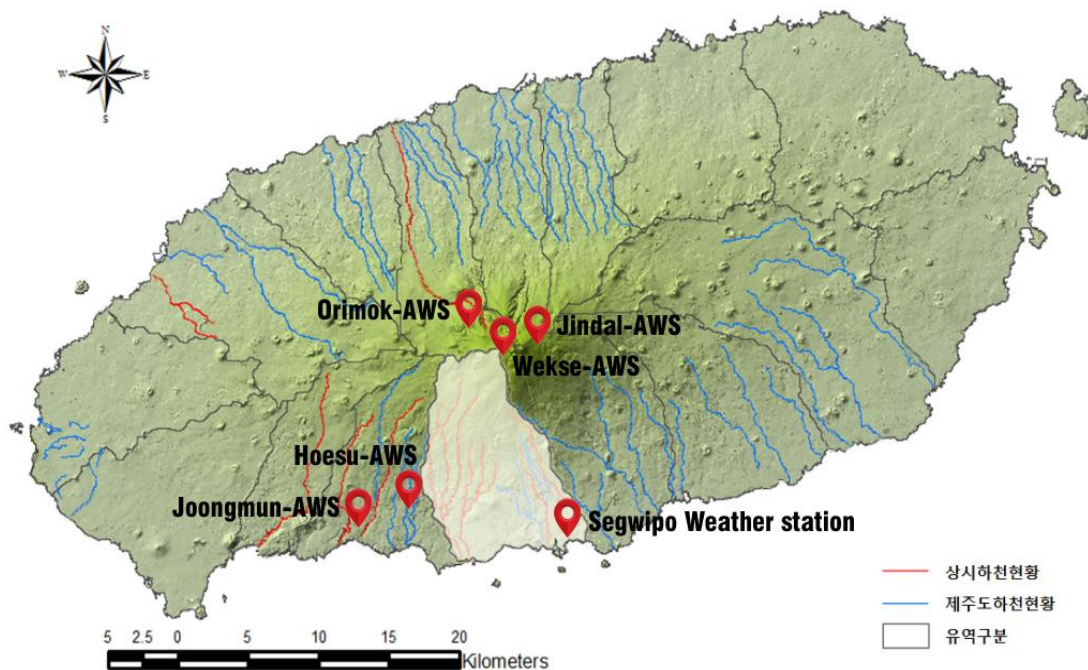 N
W E
S
Orimok-AWS
Jindal-AWS
Wekse-AWS
Hoesu-AWS
Joongmun-AWS
Segwipo Weather station
상시하천현황
제주도하천현황
유역구분
5 2.5 0 5 10 15 20
Kilometers